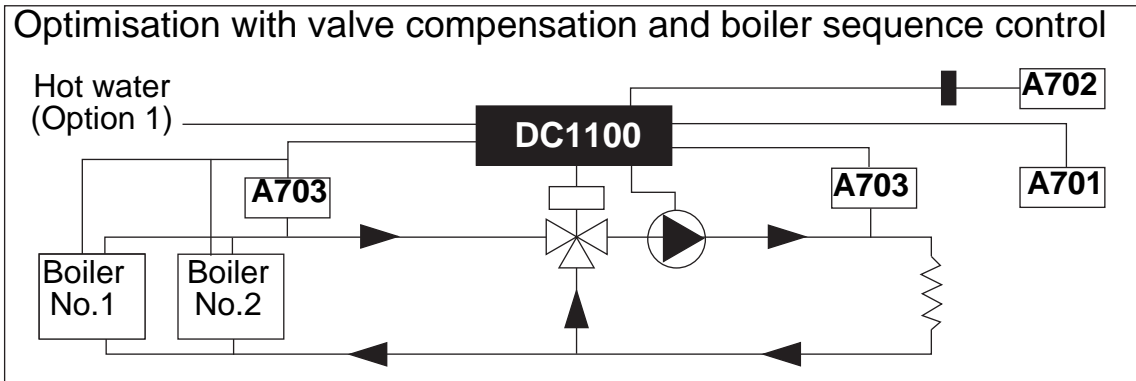 Optimisation with valve compensation and boiler sequence control
Hot water
(Option 1)
A702
DC1100
A703
A703
A701
Boiler
No.1
Boiler
No.2